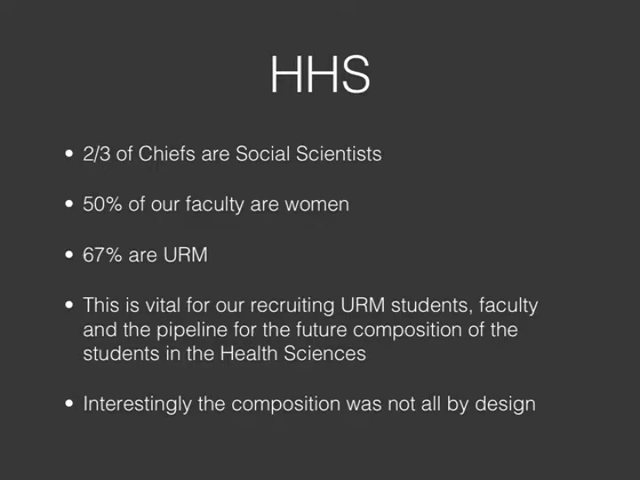 HHS
• 2/3 of Chiefs are Social Scientists
• 50% of our faculty are women
• 67% are URM
• This is vital for our recruiting URM students, faculty
and the pipeline for the future composition of the
students in the Health Sciences
• Interestingly the composition was not all by design